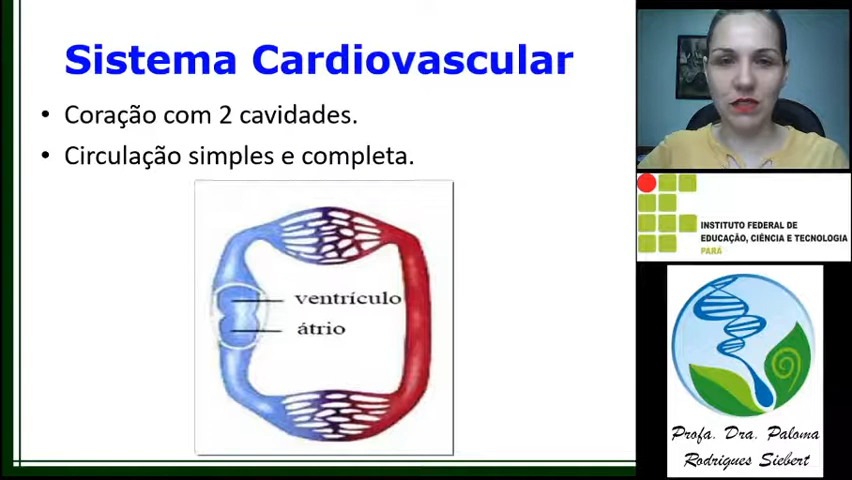 Sistema Cardiovascular
• Coração com 2 cavidades.
• Circulação simples e completa.
ventrículo
átrio
INSTITUTO FEDERAL DE
EDUCAÇÃO, CIÊNCIA E TECNOLOGIA
PARÁ
Profa. Dra. Paloma
Rodrigues Siebert